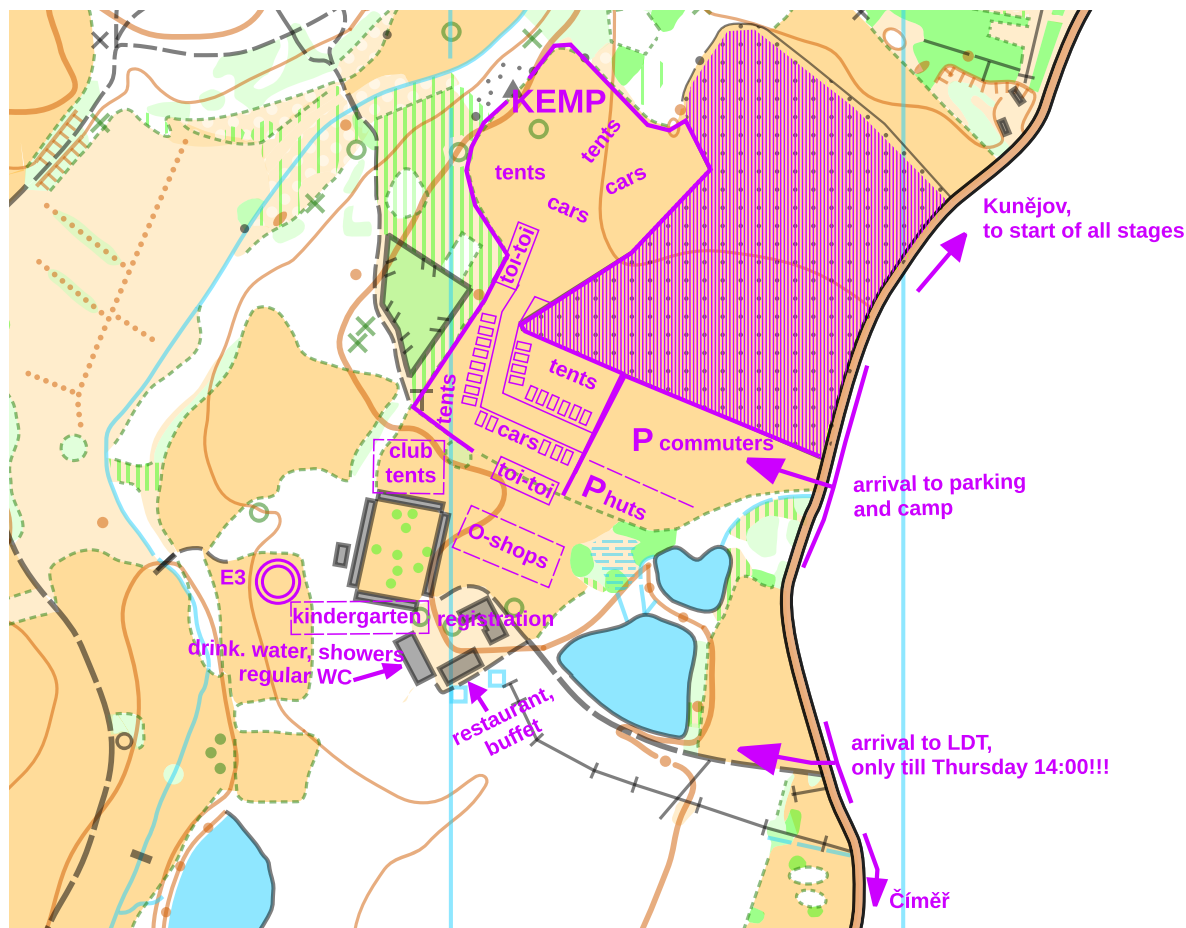 KEMP
tents
tents
cars
cars
Kunějov,
to start of all stages
toi-toi
tents
tents
P commuters
cars
club
tents
toi-toi
P huts
arrival to parking
and camp
O-shops
E3
kindergarten
registration
drink. water, showers
regular WC
restaurant,
buffet
arrival to LDT,
only till Thursday 14:00!!!
Číměř